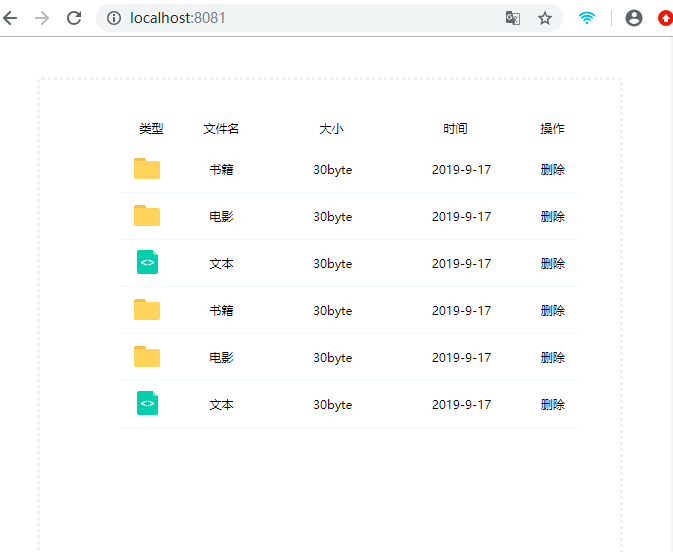 localhost:8081
类型 文件名 大小 时间 操作
书籍 30byte 2019-9-17 删除
电影 30byte 2019-9-17 删除
<> 文本 30byte 2019-9-17 删除
书籍 30byte 2019-9-17 删除
电影 30byte 2019-9-17 删除
<> 文本 30byte 2019-9-17 删除